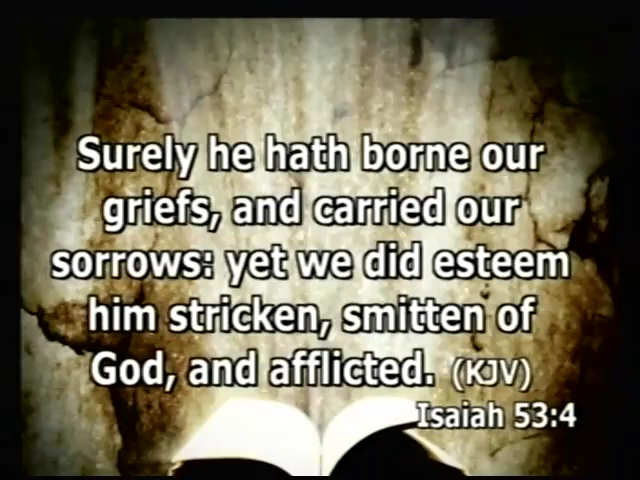 Surely he hath borne our
griefs, and carried our
sorrows: yet we did esteem
him stricken, smitten of
God, and afflicted. (KJV)
Isaiah 53:4